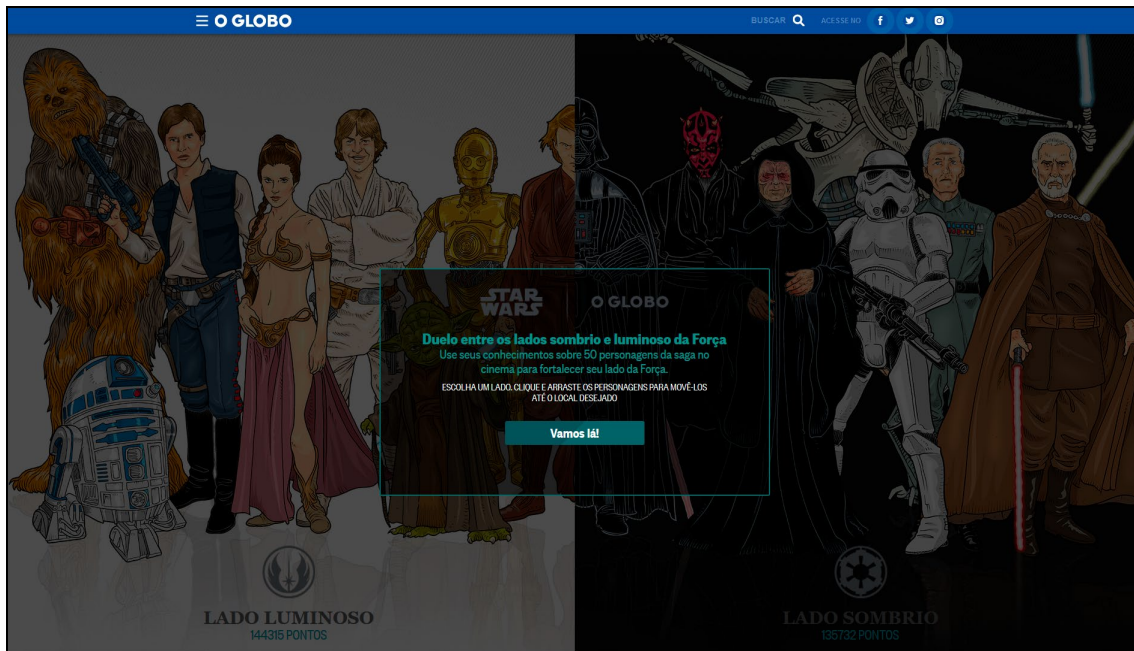 O GLOBO
BUSCAR
ACESSE NO
STAR
WARS
O GLOBO
Duelo entre os lados sombrio e luminoso da Força
Use seus conhecimentos sobre 50 personagens da saga no
cinema para fortalecer seu lado da Força.
ESCOLHA UM LADO. CLIQUE E ARRASTE OS PERSONAGENS PARA MOVÊ-LOS
ATÉ O LOCAL DESEJADO
Vamos lá!
LADO LUMINOSO
144315 PONTOS
LADO SOMBRIO
135732 PONTOS